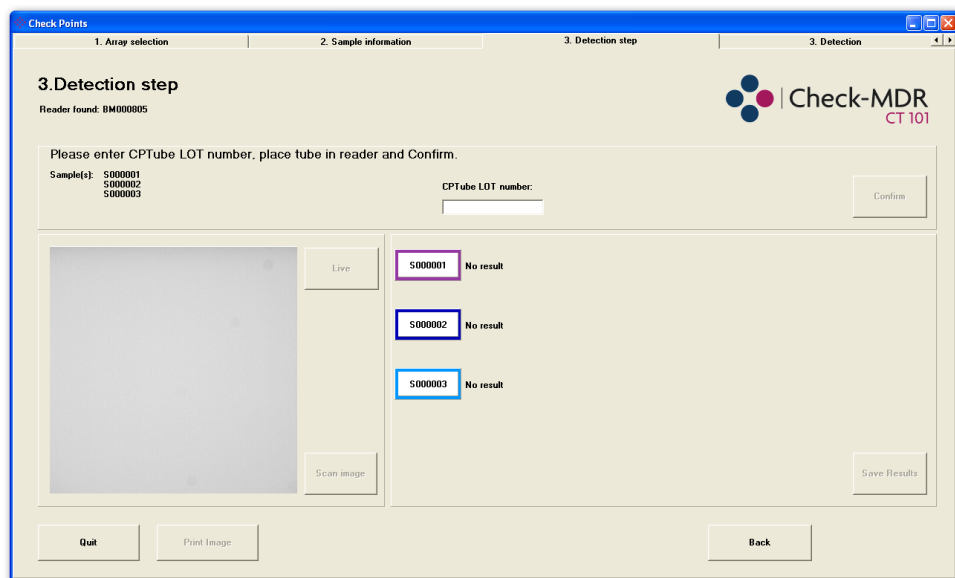 Check Points
1. Array selection
2. Sample information
3. Detection step
3. Detection
3.Detection step
Reader found: BM000805
Check-MDR
CT 101
Please enter CPTube LOT number, place tube in reader and Confirm.
Sample(s): S000001
S000002
S000003
CPTube LOT number:
Confirm
Live
S000001 No result
S000002 No result
S000003 No result
Scan image
Save Results
Quit
Print Image
Back